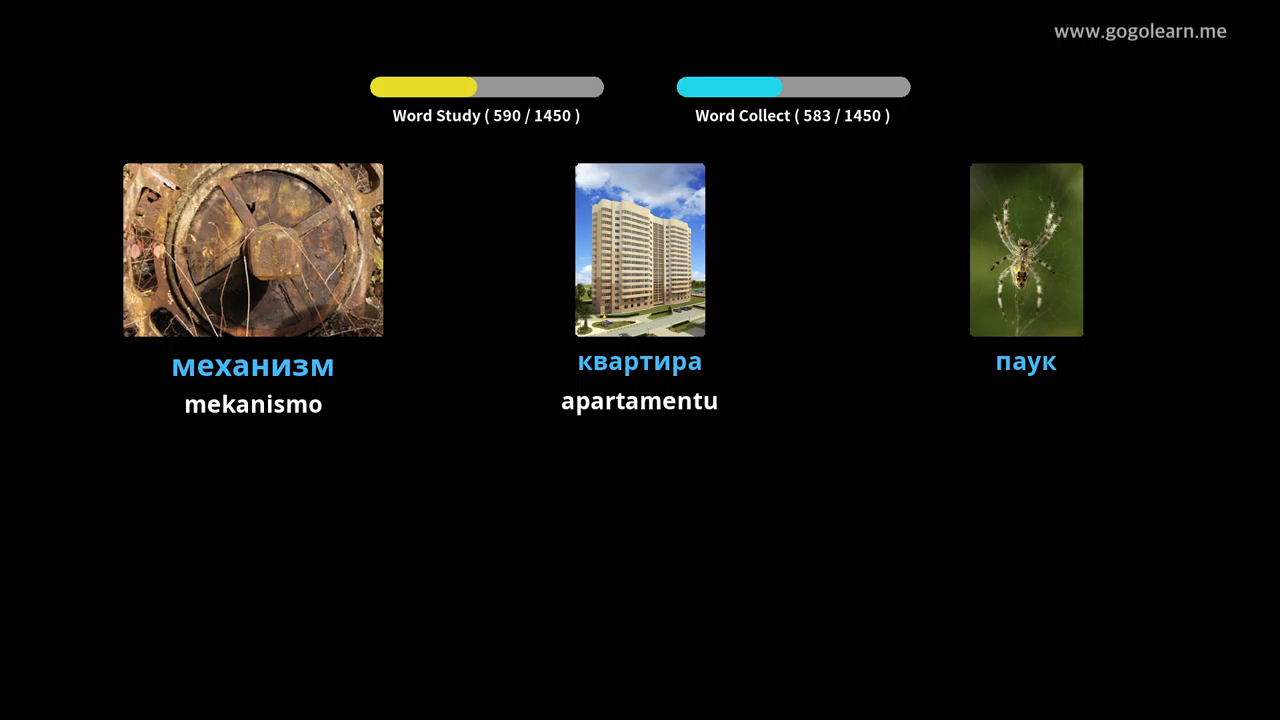 www.gogolearn.me
Word Study ( 590 / 1450 )
Word Collect ( 583 / 1450 )
механизм
квартира
паук
mekanismo
apartamentu